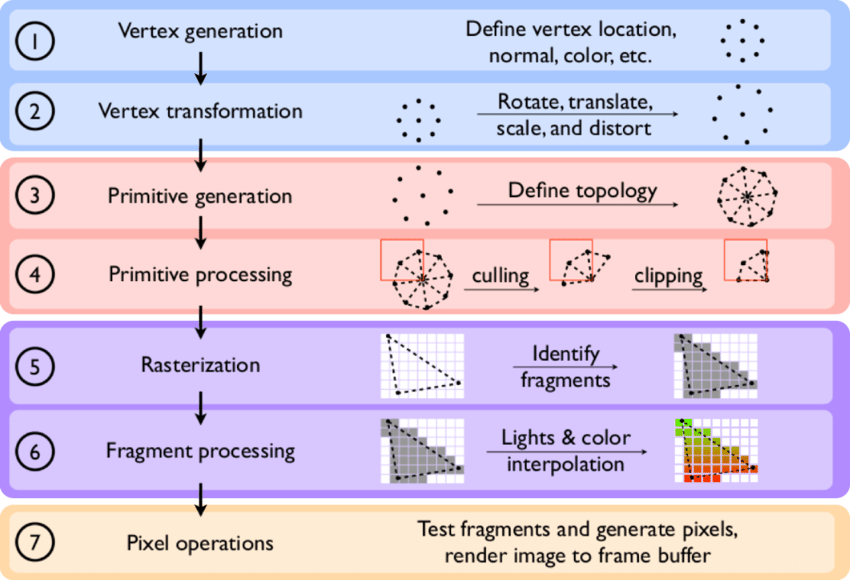 1
Vertex generation
Define vertex location,
normal, color, etc.
2
Vertex transformation
Rotate, translate,
scale, and distort
3
Primitive generation
Define topology
4
Primitive processing
culling
clipping
5
Rasterization
Identify
fragments
6
Fragment processing
Lights & color
interpolation
7
Pixel operations
Test fragments and generate pixels,
render image to frame buffer